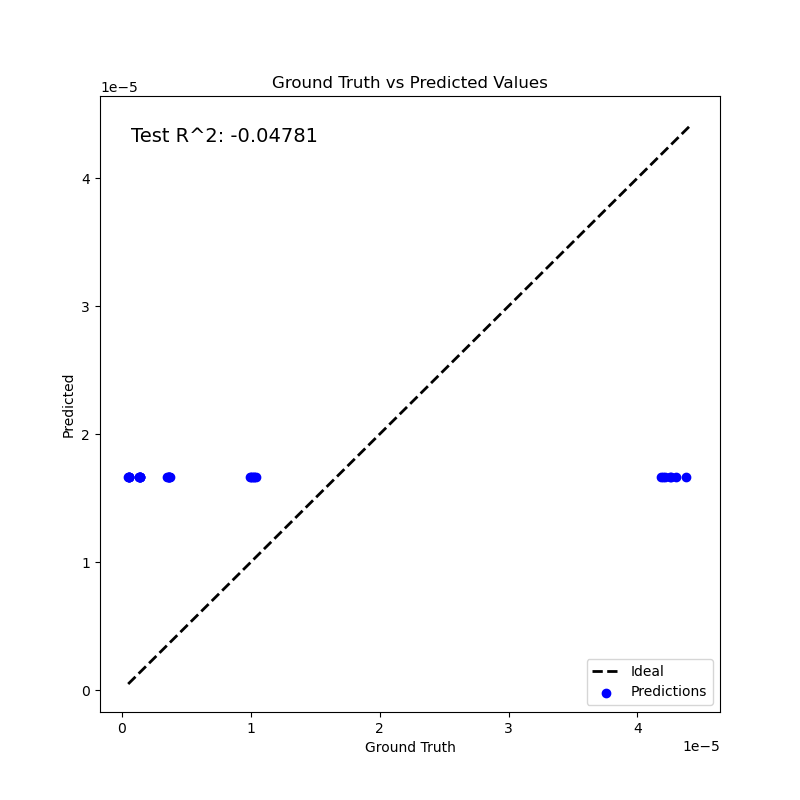 Ground Truth vs Predicted Values
1e−5
Test R^2: -0.04781
4
3
2
1
0
Predicted
Ideal
Predictions
0 1 2 3 4
1e−5
Ground Truth